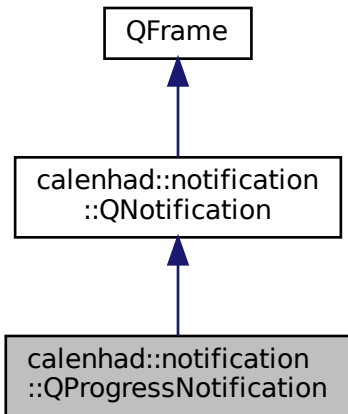 QFrame
calenhad::notification
::QNotification
calenhad::notification
::QProgressNotification